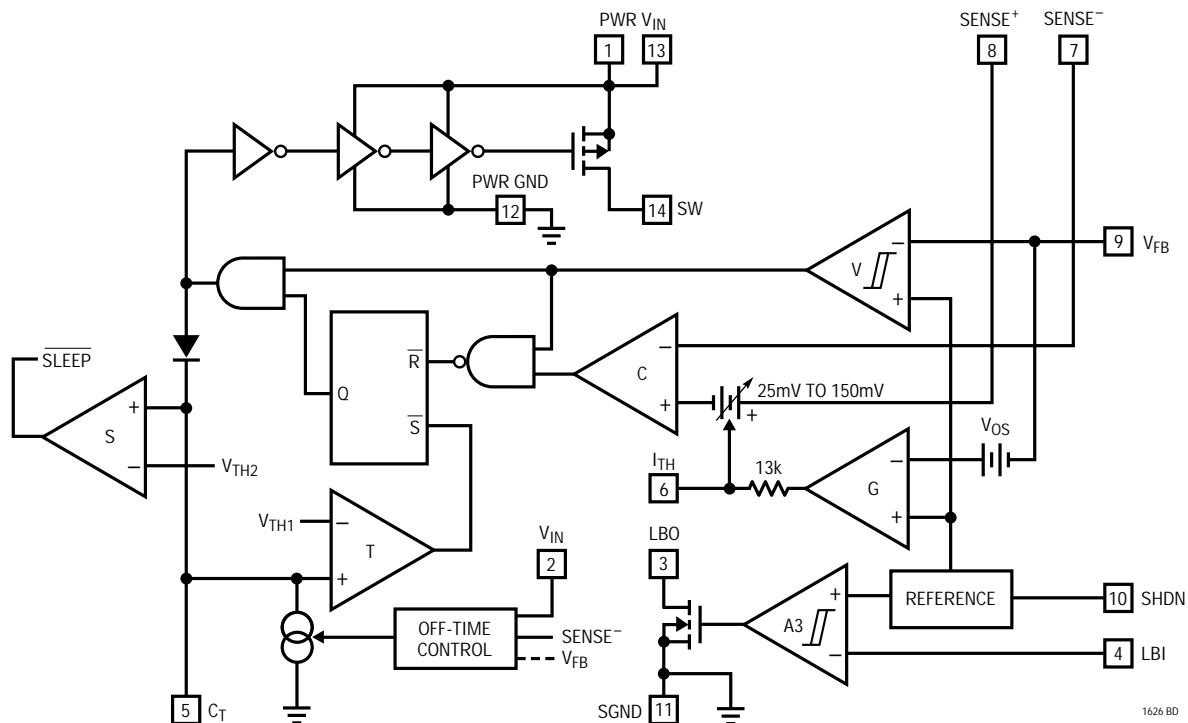 PWR VIN
SENSE+
SENSE−
1
13
8
7
PWR GND
12
14
SW
−
V
+
9
VFB
SLEEP
R
Q
S
−
C
+
25mV TO 150mV
+
+
S
−
VTH2
VOS
ITH
6
13k
−
G
+
VTH1
−
T
+
VIN
2
LBO
3
REFERENCE
10
SHDN
OFF-TIME
CONTROL
SENSE−
VFB
+
A3
−
4
LBI
5
CT
SGND
11
1626 BD